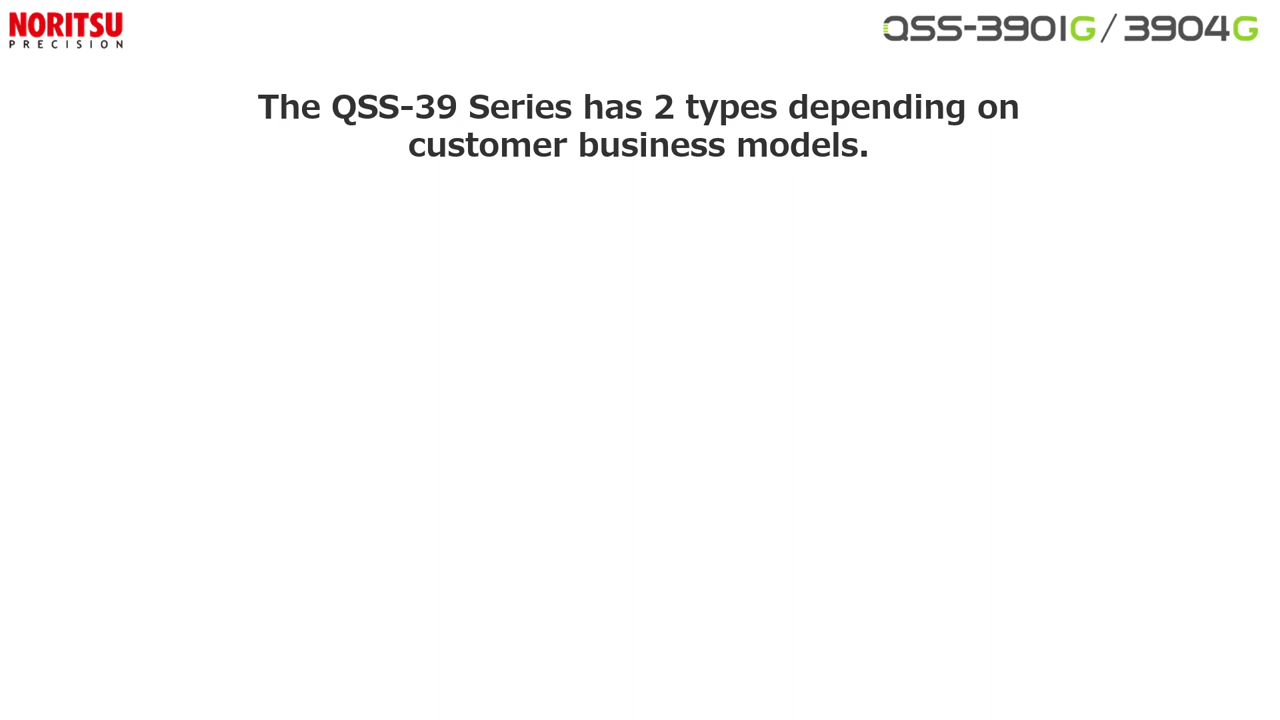 NORITSU
PRECISION
QSS-3901G/3904G
The QSS-39 Series has 2 types depending on
customer business models.